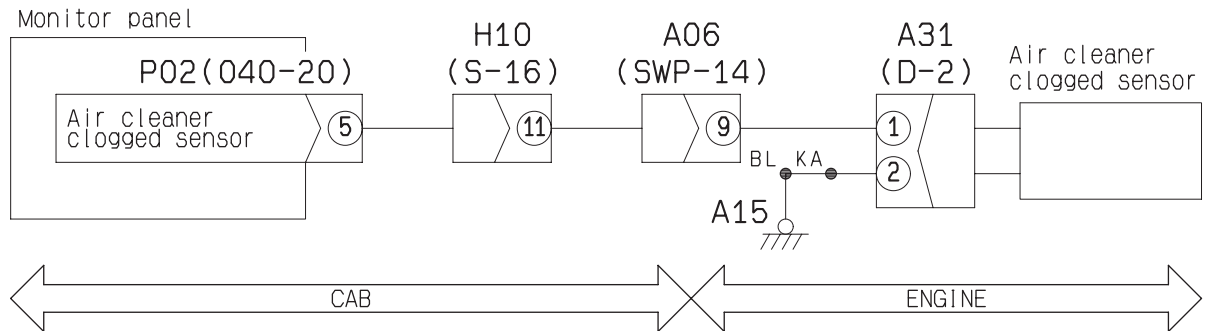 Monitor panel
P02(040-20)
H10
(S-16)
A06
(SWP-14)
A31
(D-2)
Air cleaner
clogged sensor
Air cleaner
clogged sensor
5
11
9
1
2
BL KA
A15
CAB
ENGINE